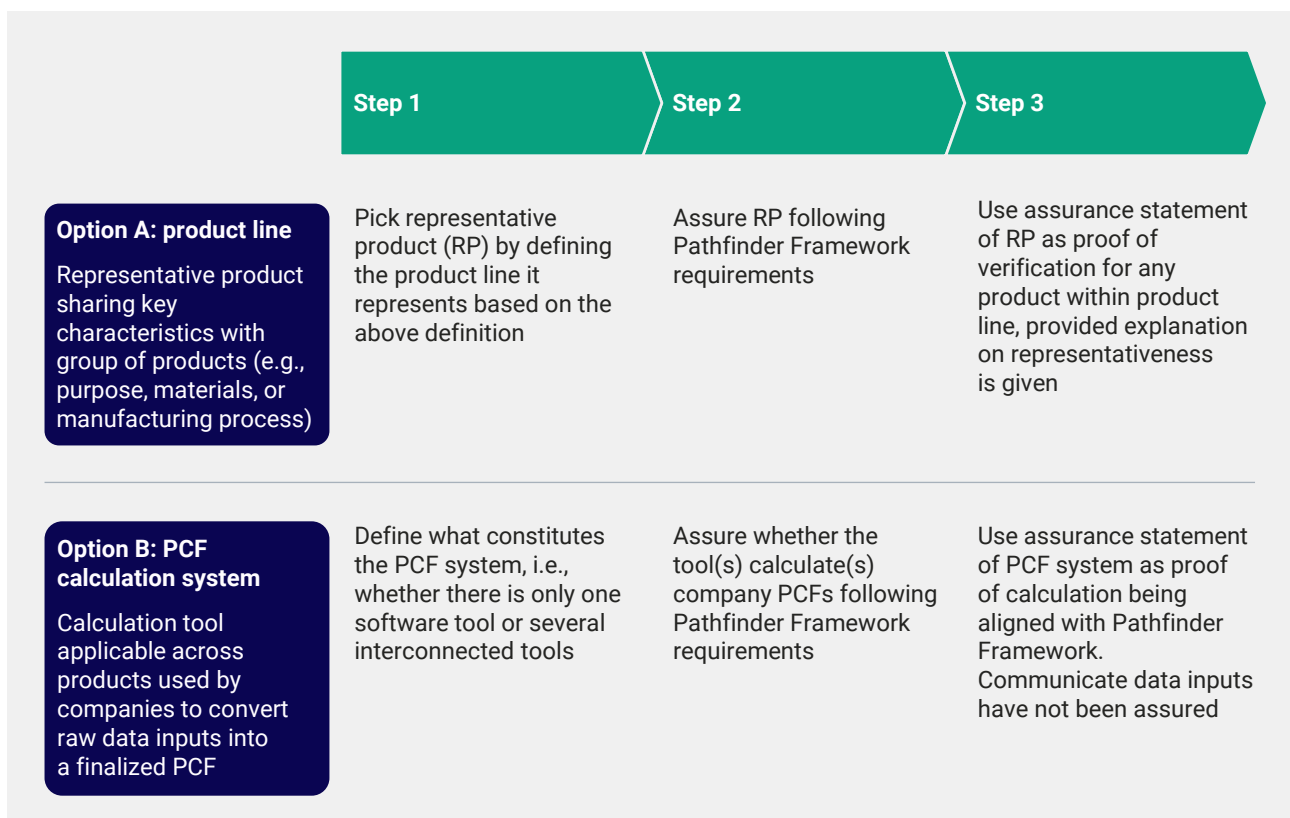 Step 1
Step 2
Step 3
Option A: product line
Representative product
sharing key
characteristics with
group of products (e.g.,
purpose, materials, or
manufacturing process)
Pick representative
product (RP) by defining
the product line it
represents based on the
above definition
Assure RP following
Pathfinder Framework
requirements
Use assurance statement
of RP as proof of
verification for any
product within product
line, provided explanation
on representativeness
is given
Option B: PCF
calculation system
Calculation tool
applicable across
products used by
companies to convert
raw data inputs into
a finalized PCF
Define what constitutes
the PCF system, i.e.,
whether there is only one
software tool or several
interconnected tools
Assure whether the
tool(s) calculate(s)
company PCFs following
Pathfinder Framework
requirements
Use assurance statement
of PCF system as proof
of calculation being
aligned with Pathfinder
Framework.
Communicate data inputs
have not been assured